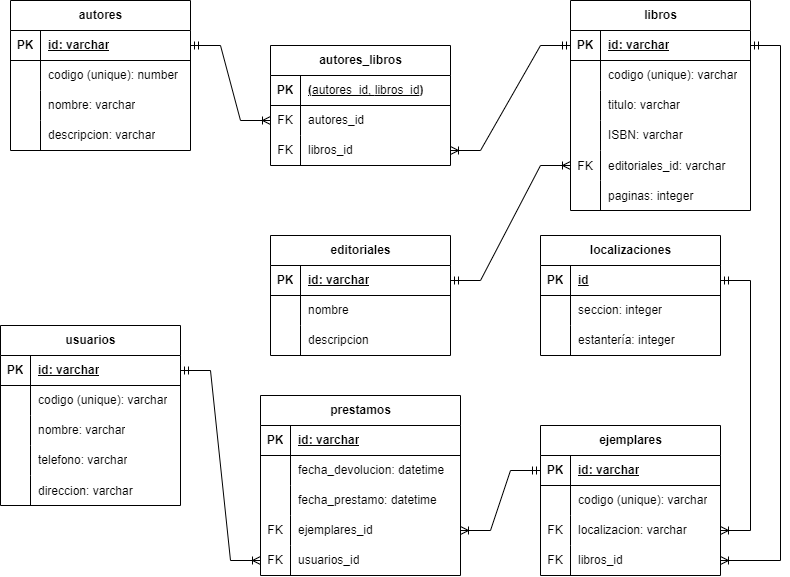 autores
PK id: varchar
codigo (unique): number
nombre: varchar
descripcion: varchar
autores_libros
PK (autores_id, libros_id)
FK autores_id
FK libros_id
libros
PK id: varchar
codigo (unique): varchar
titulo: varchar
ISBN: varchar
FK editoriales_id: varchar
paginas: integer
editoriales
PK id: varchar
nombre
descripcion
localizaciones
PK id
seccion: integer
estantería: integer
usuarios
PK id: varchar
codigo (unique): varchar
nombre: varchar
telefono: varchar
direccion: varchar
prestamos
PK id: varchar
fecha_devolucion: datetime
fecha_prestamo: datetime
FK ejemplares_id
FK usuarios_id
ejemplares
PK id: varchar
codigo (unique): varchar
FK localizacion: varchar
FK libros_id